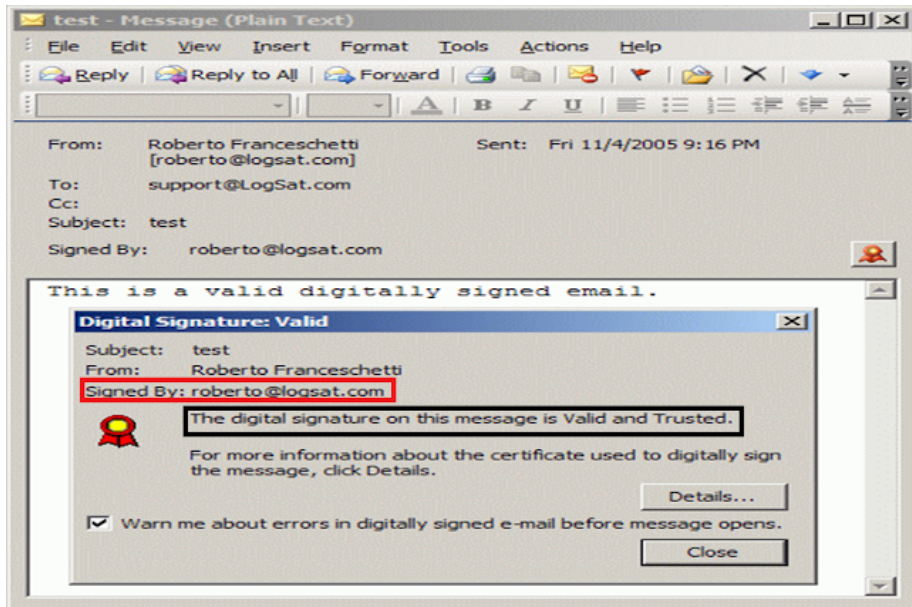 test - Message (Plain Text)
File Edit View Insert Format Tools Actions Help
Reply Reply to All Forward
A B I U
From: Roberto Franceschetti Sent: Fri 11/4/2005 9:16 PM
[roberto@logsat.com]
To: support@LogSat.com
Cc:
Subject: test
Signed By: roberto@logsat.com
This is a valid digitally signed email.
Digital Signature: Valid
Subject: test
From: Roberto Franceschetti
Signed By: roberto@logsat.com
The digital signature on this message is Valid and Trusted.
For more information about the certificate used to digitally sign
the message, click Details.
Details...
Warn me about errors in digitally signed e-mail before message opens.
Close